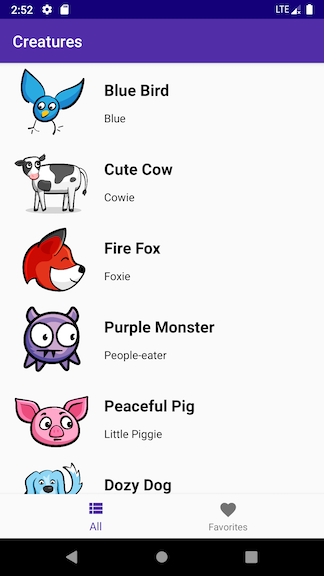 2:52
LTE
Creatures
Blue Bird
Blue
Cute Cow
Cowie
Fire Fox
Foxie
Purple Monster
People-eater
Peaceful Pig
Little Piggie
Dozy Dog
All
Favorites